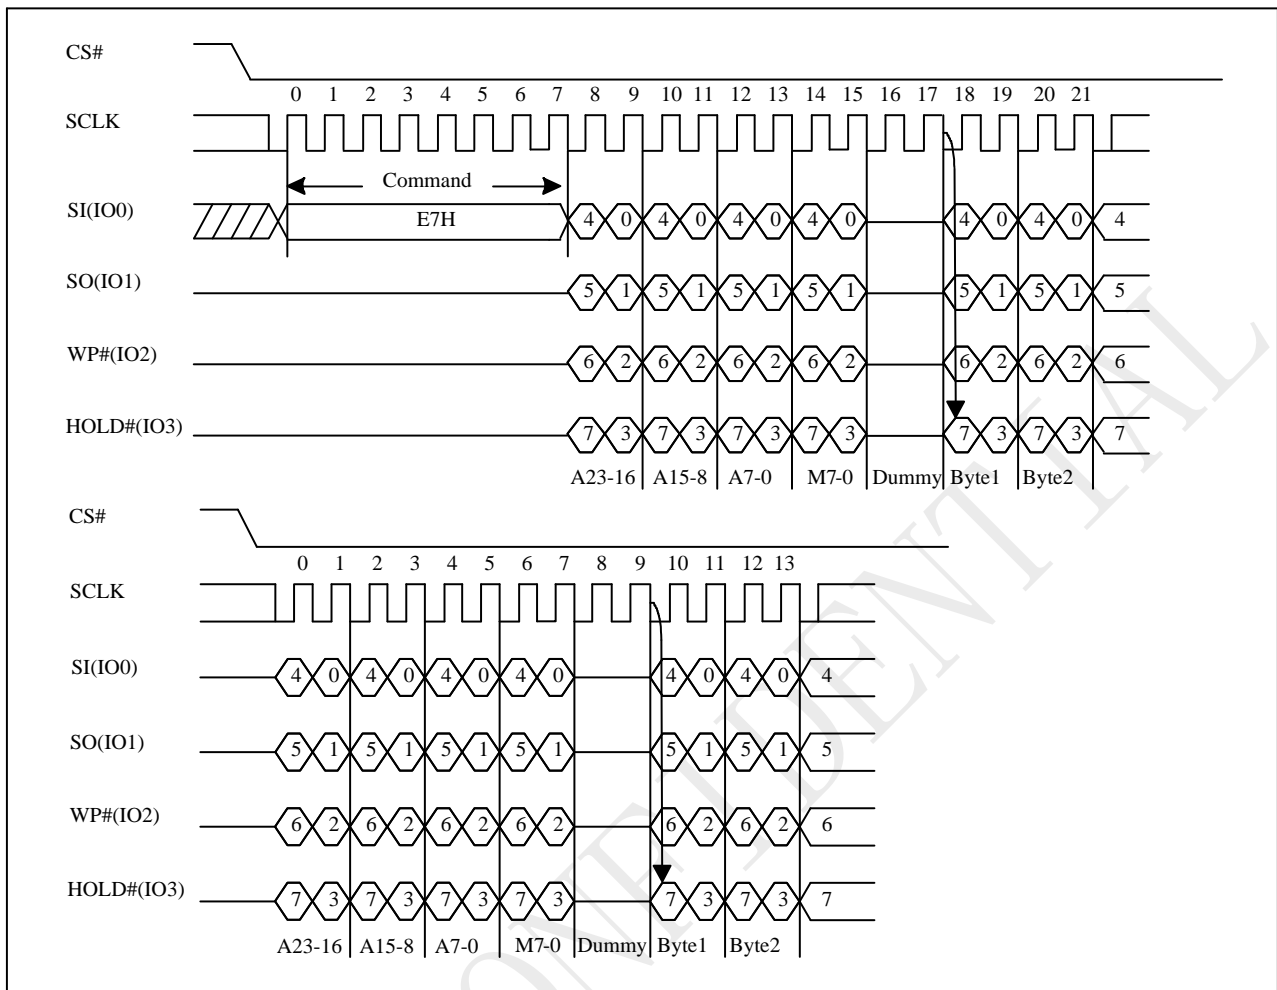 CS#
0 1 2 3 4 5 6 7 8 9 10 11 12 13 14 15 16 17 18 19 20 21
SCLK
Command
SI(IO0) E7H 4 0 4 0 4 0 4 0 4 0 4 0 4
SO(IO1) 5 1 5 1 5 1 5 1 5 1 5 1 5
WP#(IO2) 6 2 6 2 6 2 6 2 6 2 6 2 6
HOLD#(IO3) 7 3 7 3 7 3 7 3 7 3 7 3 7
A23-16 A15-8 A7-0 M7-0 Dummy Byte1 Byte2
CS#
0 1 2 3 4 5 6 7 8 9 10 11 12 13
SCLK
SI(IO0) 4 0 4 0 4 0 4 0 4 0 4 0 4
SO(IO1) 5 1 5 1 5 1 5 1 5 1 5 1 5
WP#(IO2) 6 2 6 2 6 2 6 2 6 2 6 2 6
HOLD#(IO3) 7 3 7 3 7 3 7 3 7 3 7 3 7
A23-16 A15-8 A7-0 M7-0 Dummy Byte1 Byte2
ONFIDENTIAL